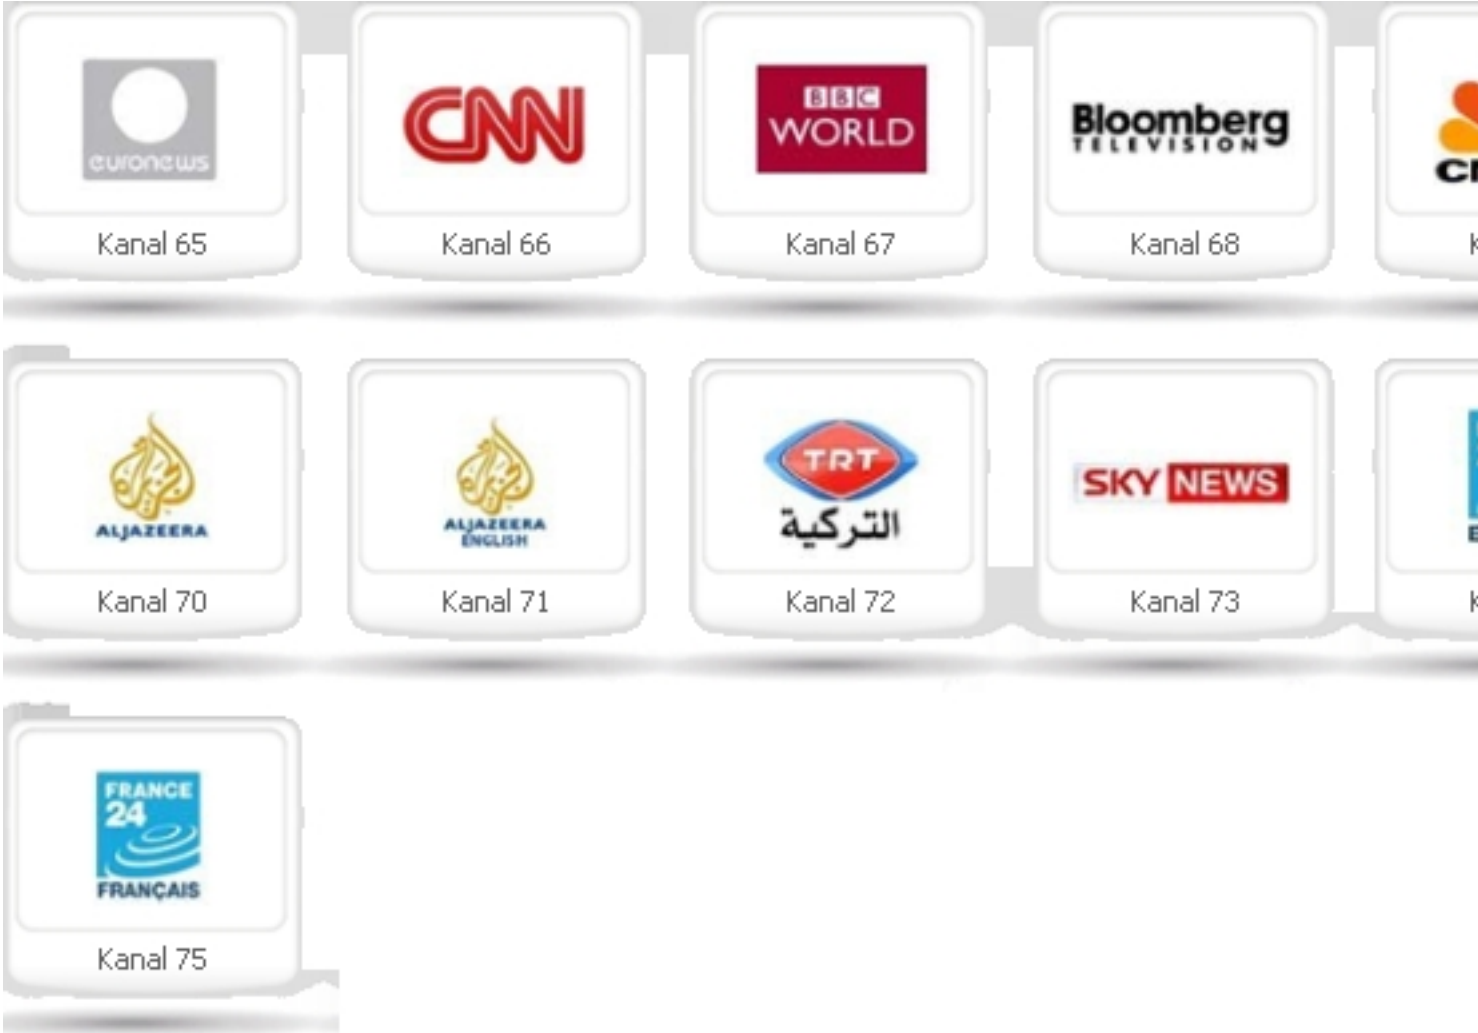 euronews
CNN
BBC
WORLD
Bloomberg
TELEVISION
Kanal 65
Kanal 66
Kanal 67
Kanal 68
ALJAZEERA
ALJAZEERA
ENGLISH
TRT
التركية
SKY NEWS
Kanal 70
Kanal 71
Kanal 72
Kanal 73
FRANCE
24
FRANÇAIS
Kanal 75